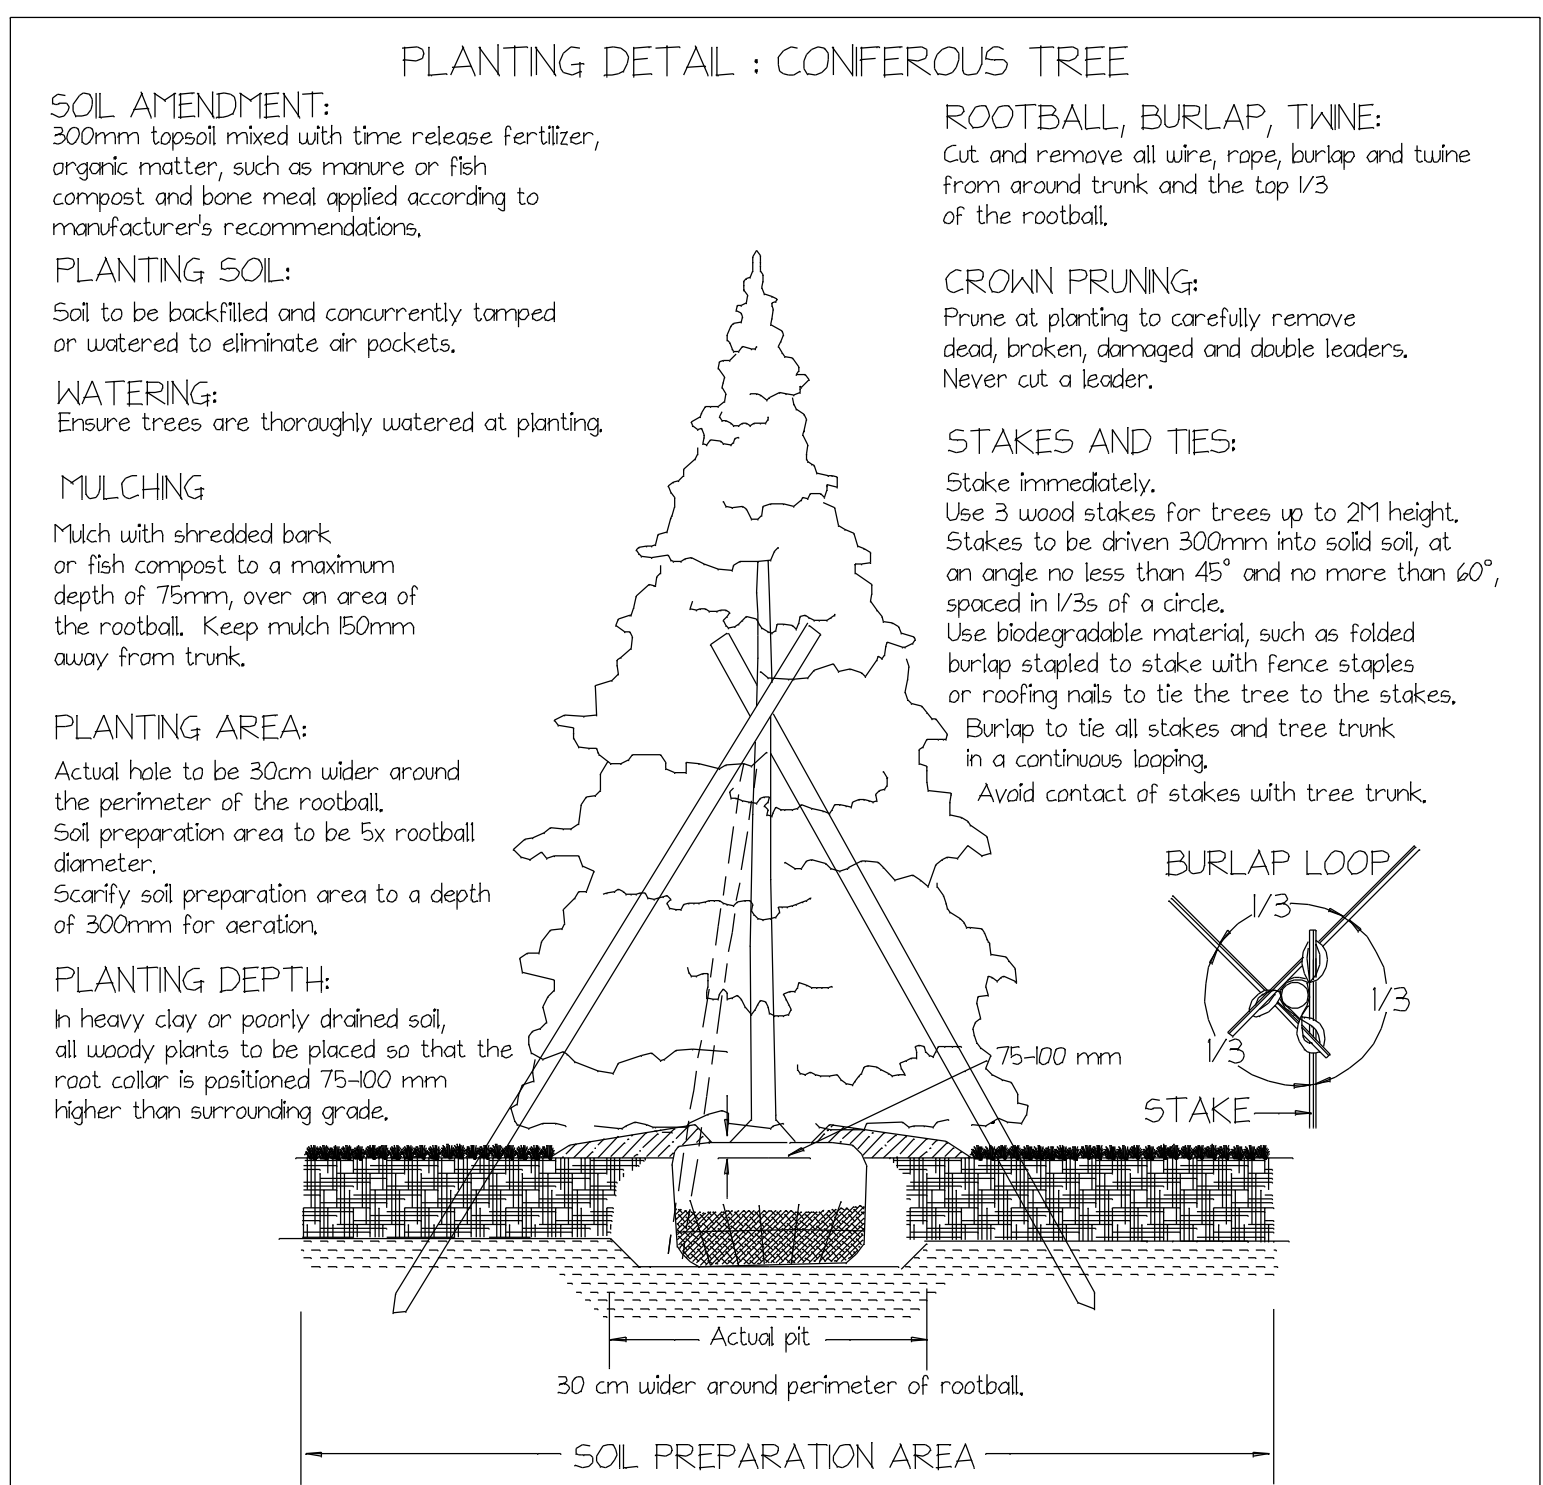 PLANTING DETAIL : CONIFEROUS TREE
SOIL AMENDMENT:
300mm topsoil mixed with time release fertilizer,
organic matter, such as manure or fish
compost and bone meal applied according to
manufacturer's recommendations.
PLANTING SOIL:
Soil to be backfilled and concurrently tamped
or watered to eliminate air pockets.
WATERING:
Ensure trees are thoroughly watered at planting.
MULCHING
Mulch with shredded bark
or fish compost to a maximum
depth of 75mm, over an area of
the rootball. Keep mulch 150mm
away from trunk.
PLANTING AREA:
Actual hole to be 30cm wider around
the perimeter of the rootball.
Soil preparation area to be 5x rootball
diameter.
Scarify soil preparation area to a depth
of 300mm for aeration.
PLANTING DEPTH:
In heavy clay or poorly drained soil,
all woody plants to be placed so that the
root collar is positioned 75-100 mm
higher than surrounding grade.
ROOTBALL, BURLAP, TWINE:
Cut and remove all wire, rope, burlap and twine
from around trunk and the top 1/3
of the rootball.
CROWN PRUNING:
Prune at planting to carefully remove
dead, broken, damaged and double leaders.
Never cut a leader.
STAKES AND TIES:
Stake immediately.
Use 3 wood stakes for trees up to 2M height.
Stakes to be driven 300mm into solid soil, at
an angle no less than 45° and no more than 60°,
spaced in 1/3s of a circle.
Use biodegradable material, such as folded
burlap stapled to stake with fence staples
or roofing nails to tie the tree to the stakes.
Burlap to tie all stakes and tree trunk
in a continuous looping.
Avoid contact of stakes with tree trunk.
BURLAP LOOP
1/3
1/3
1/3
STAKE
75-100 mm
Actual pit
30 cm wider around perimeter of rootball.
SOIL PREPARATION AREA